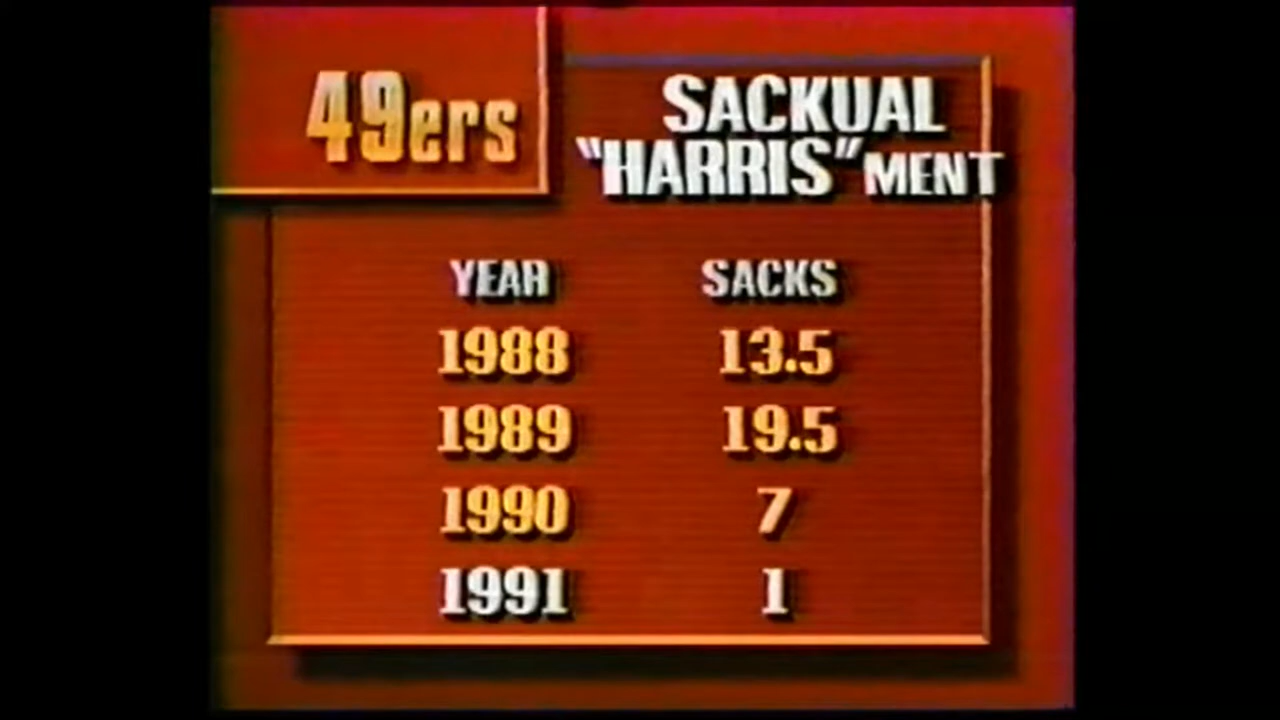 49ers
SACKUAL
"HARRIS"MENT
YEAR SACKS
1988 13.5
1989 19.5
1990 7
1991 1